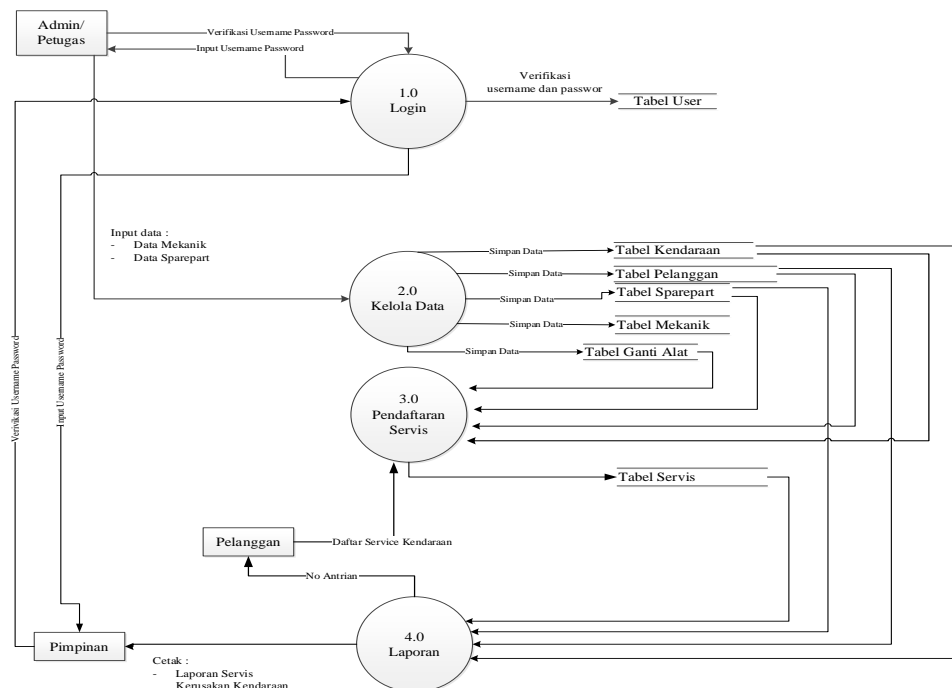 Admin/
Petugas
Verifikasi Username Password
Input Username Password
1.0
Login
Verifikasi
username dan passwor
Tabel User
Input data :
- Data Mekanik
- Data Sparepart
2.0
Kelola Data
Simpan Data
Tabel Kendaraan
Simpan Data
Tabel Pelanggan
Simpan Data
Tabel Sparepart
Simpan Data
Tabel Mekanik
Simpan Data
Tabel Ganti Alat
Verivikasi Username Password
Input Username Password
3.0
Pendaftaran
Servis
Tabel Servis
Pelanggan
Daftar Service Kendaraan
No Antrian
4.0
Laporan
Pimpinan
Cetak :
- Laporan Servis
Kerusakan Kendaraan